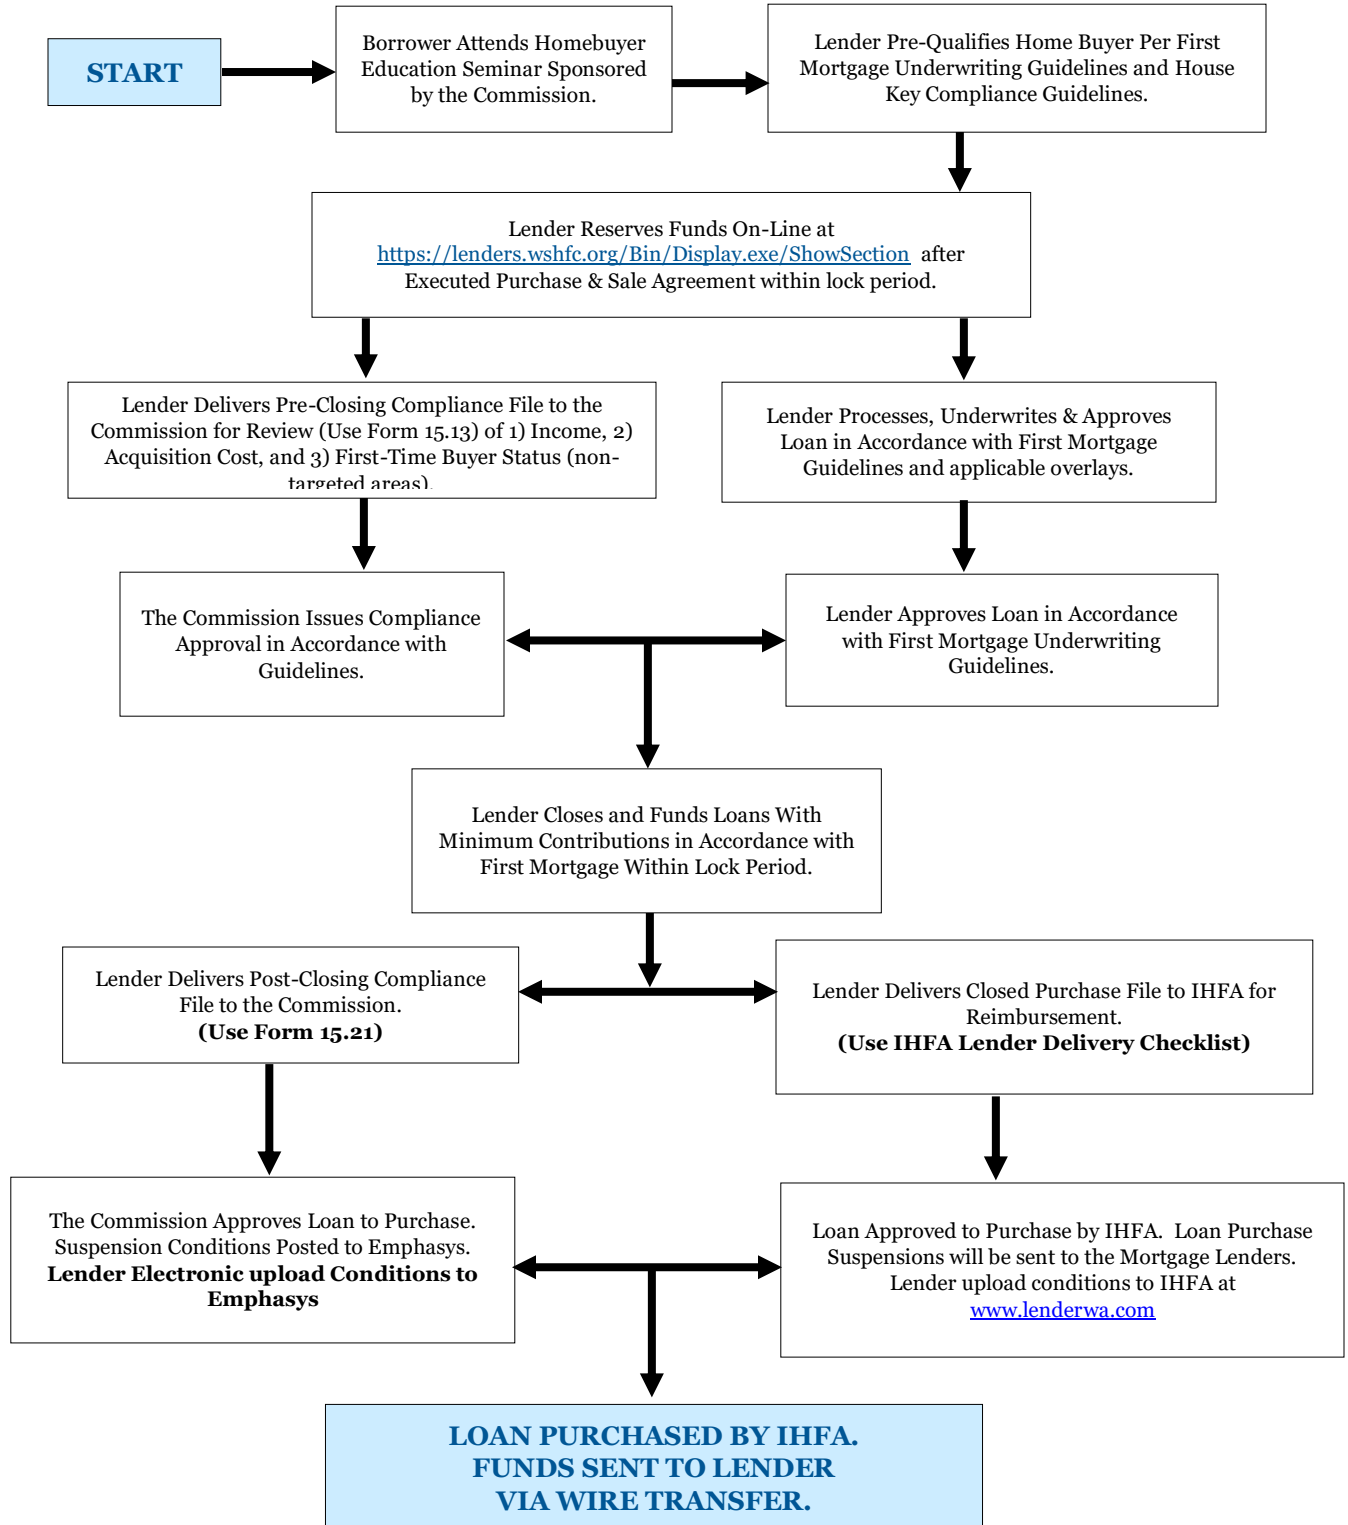 START
Borrower Attends Homebuyer
Education Seminar Sponsored
by the Commission.
Lender Pre-Qualifies Home Buyer Per First
Mortgage Underwriting Guidelines and House
Key Compliance Guidelines.
Lender Reserves Funds On-Line at
https://lenders.wshfc.org/Bin/Display.exe/ShowSection after
Executed Purchase & Sale Agreement within lock period.
Lender Delivers Pre-Closing Compliance File to the
Commission for Review (Use Form 15.13) of 1) Income, 2)
Acquisition Cost, and 3) First-Time Buyer Status (non-
targeted areas).
Lender Processes, Underwrites & Approves
Loan in Accordance with First Mortgage
Guidelines and applicable overlays.
The Commission Issues Compliance
Approval in Accordance with
Guidelines.
Lender Approves Loan in Accordance
with First Mortgage Underwriting
Guidelines.
Lender Closes and Funds Loans With
Minimum Contributions in Accordance with
First Mortgage Within Lock Period.
Lender Delivers Post-Closing Compliance
File to the Commission.
(Use Form 15.21)
Lender Delivers Closed Purchase File to IHFA for
Reimbursement.
(Use IHFA Lender Delivery Checklist)
The Commission Approves Loan to Purchase.
Suspension Conditions Posted to Emphasys.
Lender Electronic upload Conditions to
Emphasys
Loan Approved to Purchase by IHFA. Loan Purchase
Suspensions will be sent to the Mortgage Lenders.
Lender upload conditions to IHFA at
www.lenderwa.com
LOAN PURCHASED BY IHFA.
FUNDS SENT TO LENDER
VIA WIRE TRANSFER.